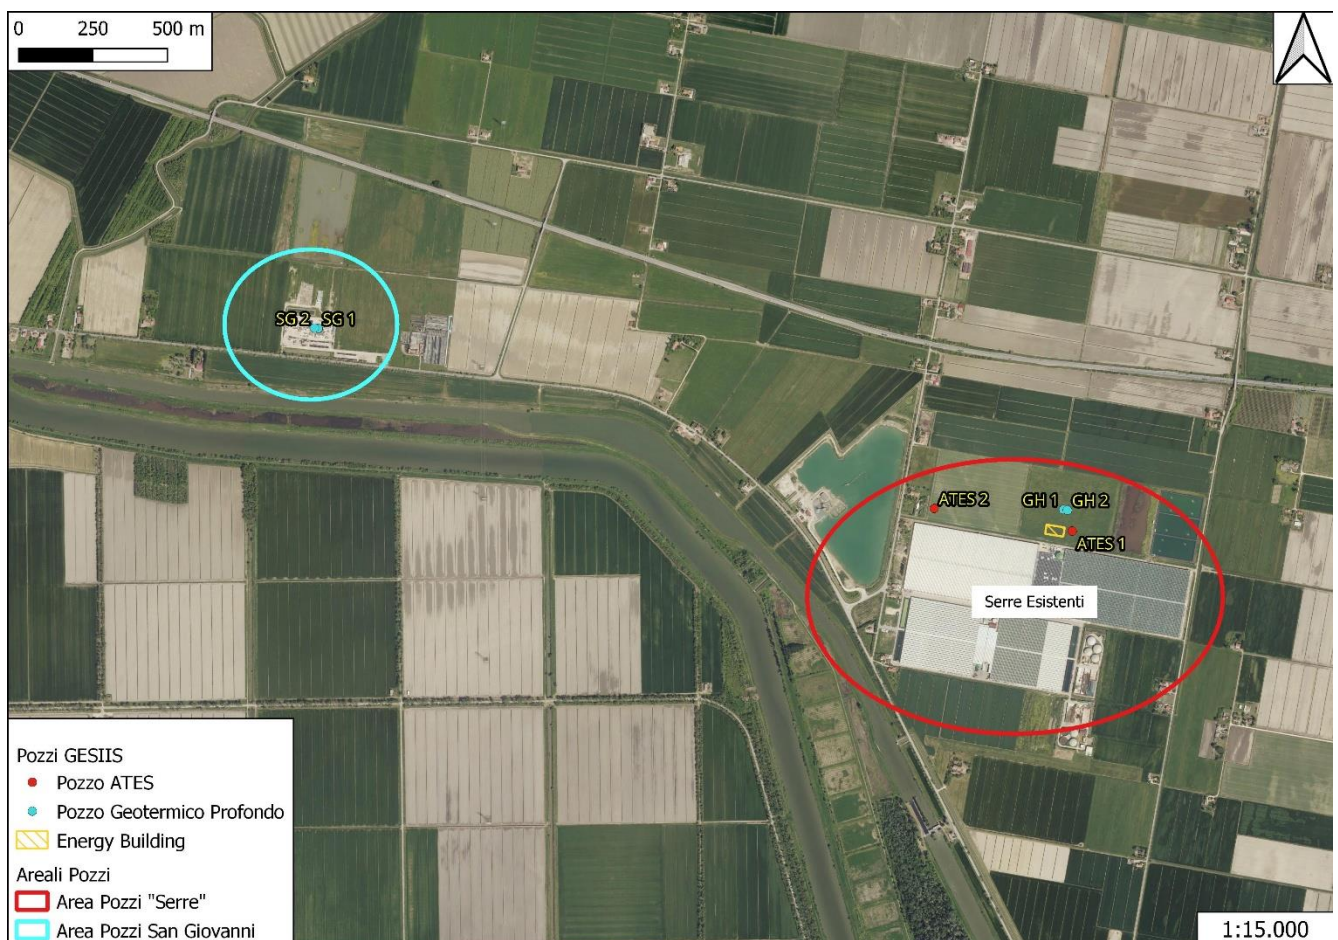 0 250 500 m
SG 2 SG 1
ATES 2
GH 1 GH 2
ATES 1
Serre Esistenti
Pozzi GESIIS
Pozzo ATES
Pozzo Geotermico Profondo
Energy Building
Areali Pozzi
Area Pozzi "Serre"
Area Pozzi San Giovanni
1:15.000